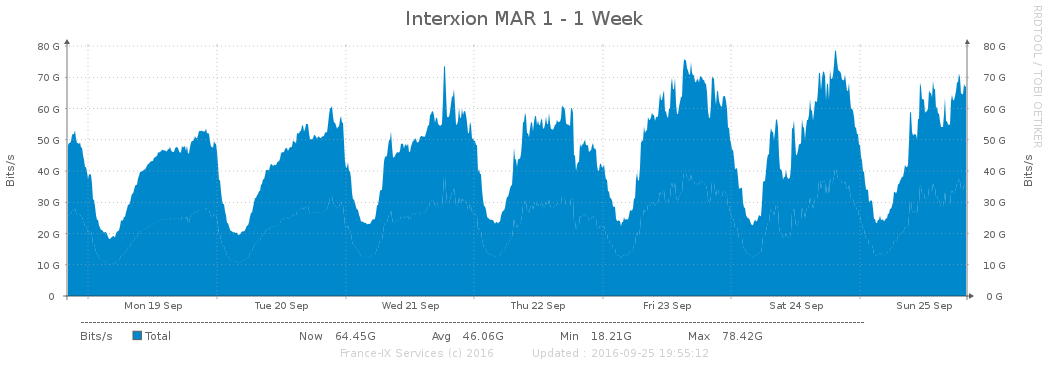 Interxion MAR 1 - 1 Week
RRDTOOL / TOBI OETIKER
Bits/s
80 G 80 G
70 G 70 G
60 G 60 G
50 G 50 G
40 G 40 G
30 G 30 G
20 G 20 G
10 G 10 G
0 0 G
Bits/s
Mon 19 Sep Tue 20 Sep Wed 21 Sep Thu 22 Sep Fri 23 Sep Sat 24 Sep Sun 25 Sep
Bits/s Total Now 64.45G Avg 46.06G Min 18.21G Max 78.42G
France-IX Services (c) 2016 Updated : 2016-09-25 19:55:12